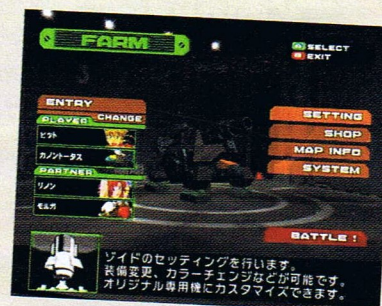 FARM
SELECT
EXIT
ENTRY
PLAYER CHANGE
ビット
カノントータス
PARTNER
リノン
モルガ
SETTING
SHOP
MAP INFO
SYSTEM
BATTLE !
ゾイドのセッティングを行います。
装備変更、カラーチェンジなどが可能です。
オリジナル専用機にカスタマイズできます。